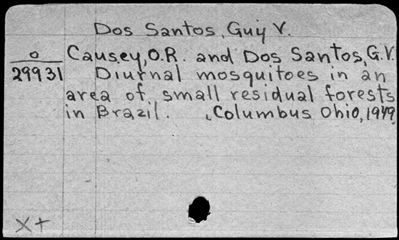 Dos Santos, Guy V.
o Causey, O.R. and Dos Santos, G.V.
29931 Diurnal mosquitoes in an
area of small residual forests
in Brazil. Columbus Ohio, 1949.
X+